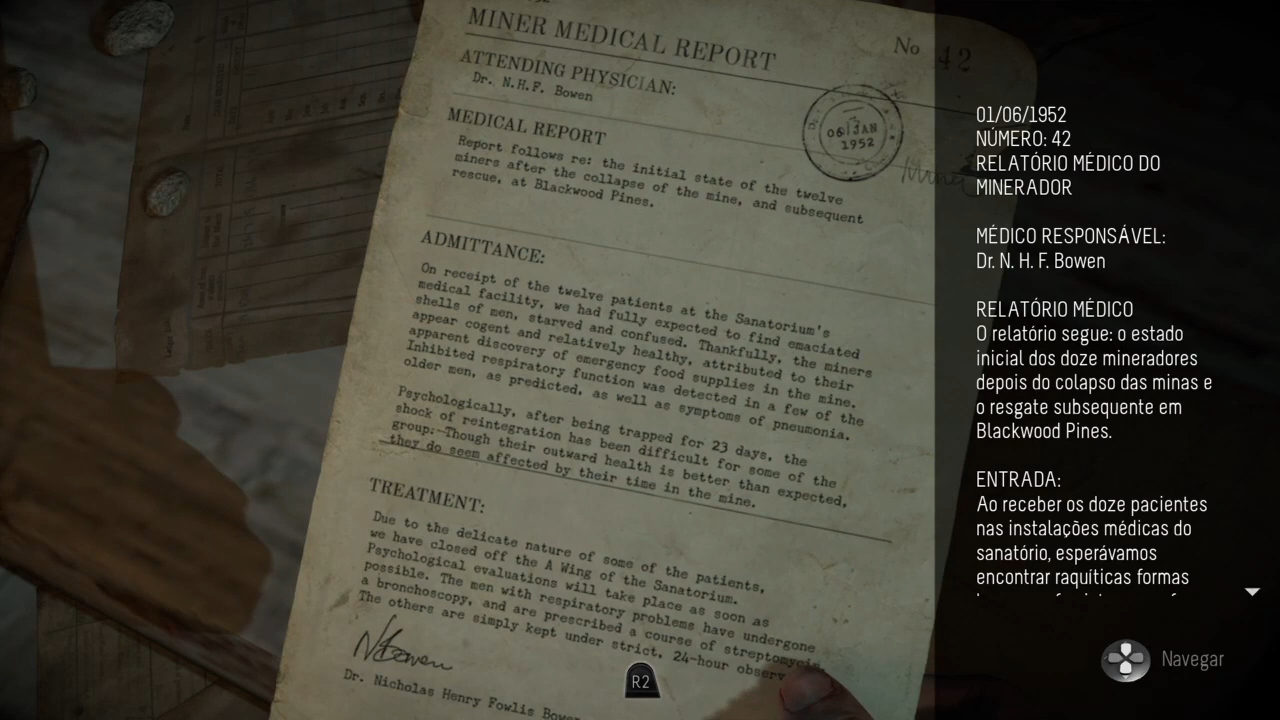 MINER MEDICAL REPORT
No 42
ATTENDING PHYSICIAN:
Dr. N.H.F. Bowen
MEDICAL REPORT
06 JAN
1952
Report follows re: the initial state of the twelve
miners after the collapse of the mine, and subsequent
rescue, at Blackwood Pines.
ADMITTANCE:
On receipt of the twelve patients at the Sanatorium's
medical facility, we had fully expected to find emaciated
shells of men, starved and confused. Thankfully, the miners
appear cogent and relatively healthy, attributed to their
apparent discovery of emergency food supplies in the mine.
Inhibited respiratory function was detected in a few of the
older men, as predicted, as well as symptoms of pneumonia.
Psychologically, after being trapped for 23 days, the
shock of reintegration has been difficult for some of the
group: Though their outward health is better than expected,
they do seem affected by their time in the mine.
TREATMENT:
Due to the delicate nature of some of the patients,
we have closed off the A Wing of the Sanatorium.
Psychological evaluations will take place as soon as
possible. The men with respiratory problems have undergone
a bronchoscopy, and are prescribed a course of streptomycin
The others are simply kept under strict, 24-hour observ
Dr. Nicholas Henry Fowlis Bowe
R2
01/06/1952
NÚMERO: 42
RELATÓRIO MÉDICO DO
MINERADOR
MÉDICO RESPONSÁVEL:
Dr. N. H. F. Bowen
RELATÓRIO MÉDICO
O relatório segue: o estado
inicial dos doze mineradores
depois do colapso das minas e
o resgate subsequente em
Blackwood Pines.
ENTRADA:
Ao receber os doze pacientes
nas instalações médicas do
sanatório, esperávamos
encontrar raquíticas formas
Navegar